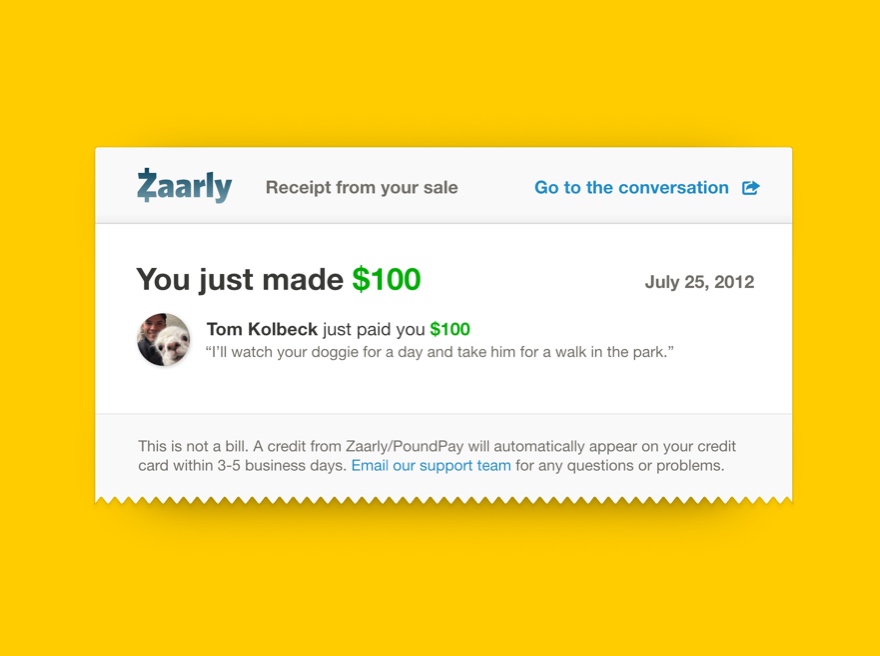 Zaarly
Receipt from your sale
Go to the conversation
You just made $100
July 25, 2012
Tom Kolbeck just paid you $100
“I’ll watch your doggie for a day and take him for a walk in the park.”
This is not a bill. A credit from Zaarly/PoundPay will automatically appear on your credit
card within 3-5 business days. Email our support team for any questions or problems.